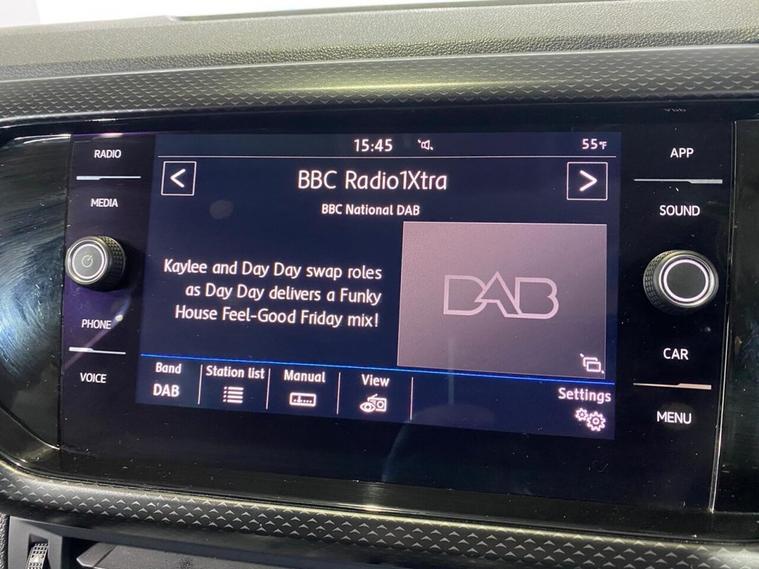 RADIO
MEDIA
PHONE
VOICE
15:45
55°F
BBC Radio1Xtra
BBC National DAB
Kaylee and Day Day swap roles
as Day Day delivers a Funky
House Feel-Good Friday mix!
DAB
Band
DAB
Station list
Manual
View
Settings
APP
SOUND
CAR
MENU